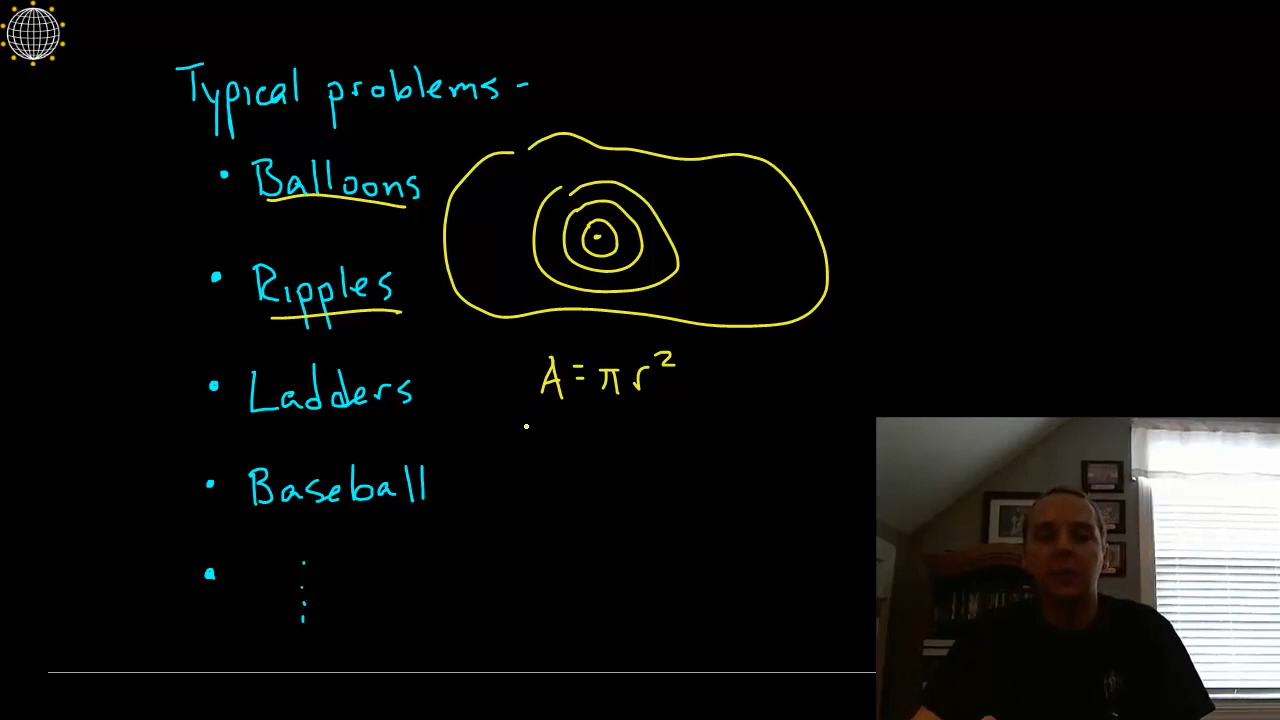 Typical problems -
• Balloons
• Ripples
A = πr²
• Ladders
• Baseball
•